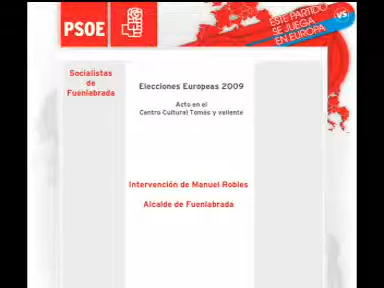 PSOE
ESTE PARTIDO
SE JUEGA
EN EUROPA
VS
Socialistas
de
Fuenlabrada
Elecciones Europeas 2009
Acto en el
Centro Cultural Tomás y valiente
Intervención de Manuel Robles
Alcalde de Fuenlabrada